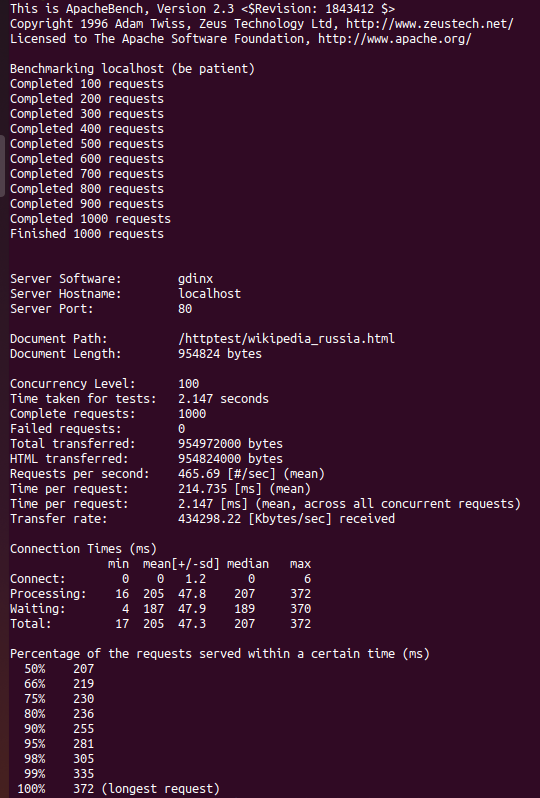 This is ApacheBench, Version 2.3 <$Revision: 1843412 $>
Copyright 1996 Adam Twiss, Zeus Technology Ltd, http://www.zeustech.net/
Licensed to The Apache Software Foundation, http://www.apache.org/

Benchmarking localhost (be patient)
Completed 100 requests
Completed 200 requests
Completed 300 requests
Completed 400 requests
Completed 500 requests
Completed 600 requests
Completed 700 requests
Completed 800 requests
Completed 900 requests
Completed 1000 requests
Finished 1000 requests


Server Software:        gdinx
Server Hostname:        localhost
Server Port:            80

Document Path:          /httptest/wikipedia_russia.html
Document Length:        954824 bytes

Concurrency Level:      100
Time taken for tests:   2.147 seconds
Complete requests:      1000
Failed requests:        0
Total transferred:      954972000 bytes
HTML transferred:       954824000 bytes
Requests per second:    465.69 [#/sec] (mean)
Time per request:       214.735 [ms] (mean)
Time per request:       2.147 [ms] (mean, across all concurrent requests)
Transfer rate:          434298.22 [Kbytes/sec] received

Connection Times (ms)
              min  mean[+/-sd] median   max
Connect:        0    0   1.2      0       6
Processing:    16  205  47.8    207     372
Waiting:        4  187  47.9    189     370
Total:         17  205  47.3    207     372

Percentage of the requests served within a certain time (ms)
  50%    207
  66%    219
  75%    230
  80%    236
  90%    255
  95%    281
  98%    305
  99%    335
 100%    372 (longest request)